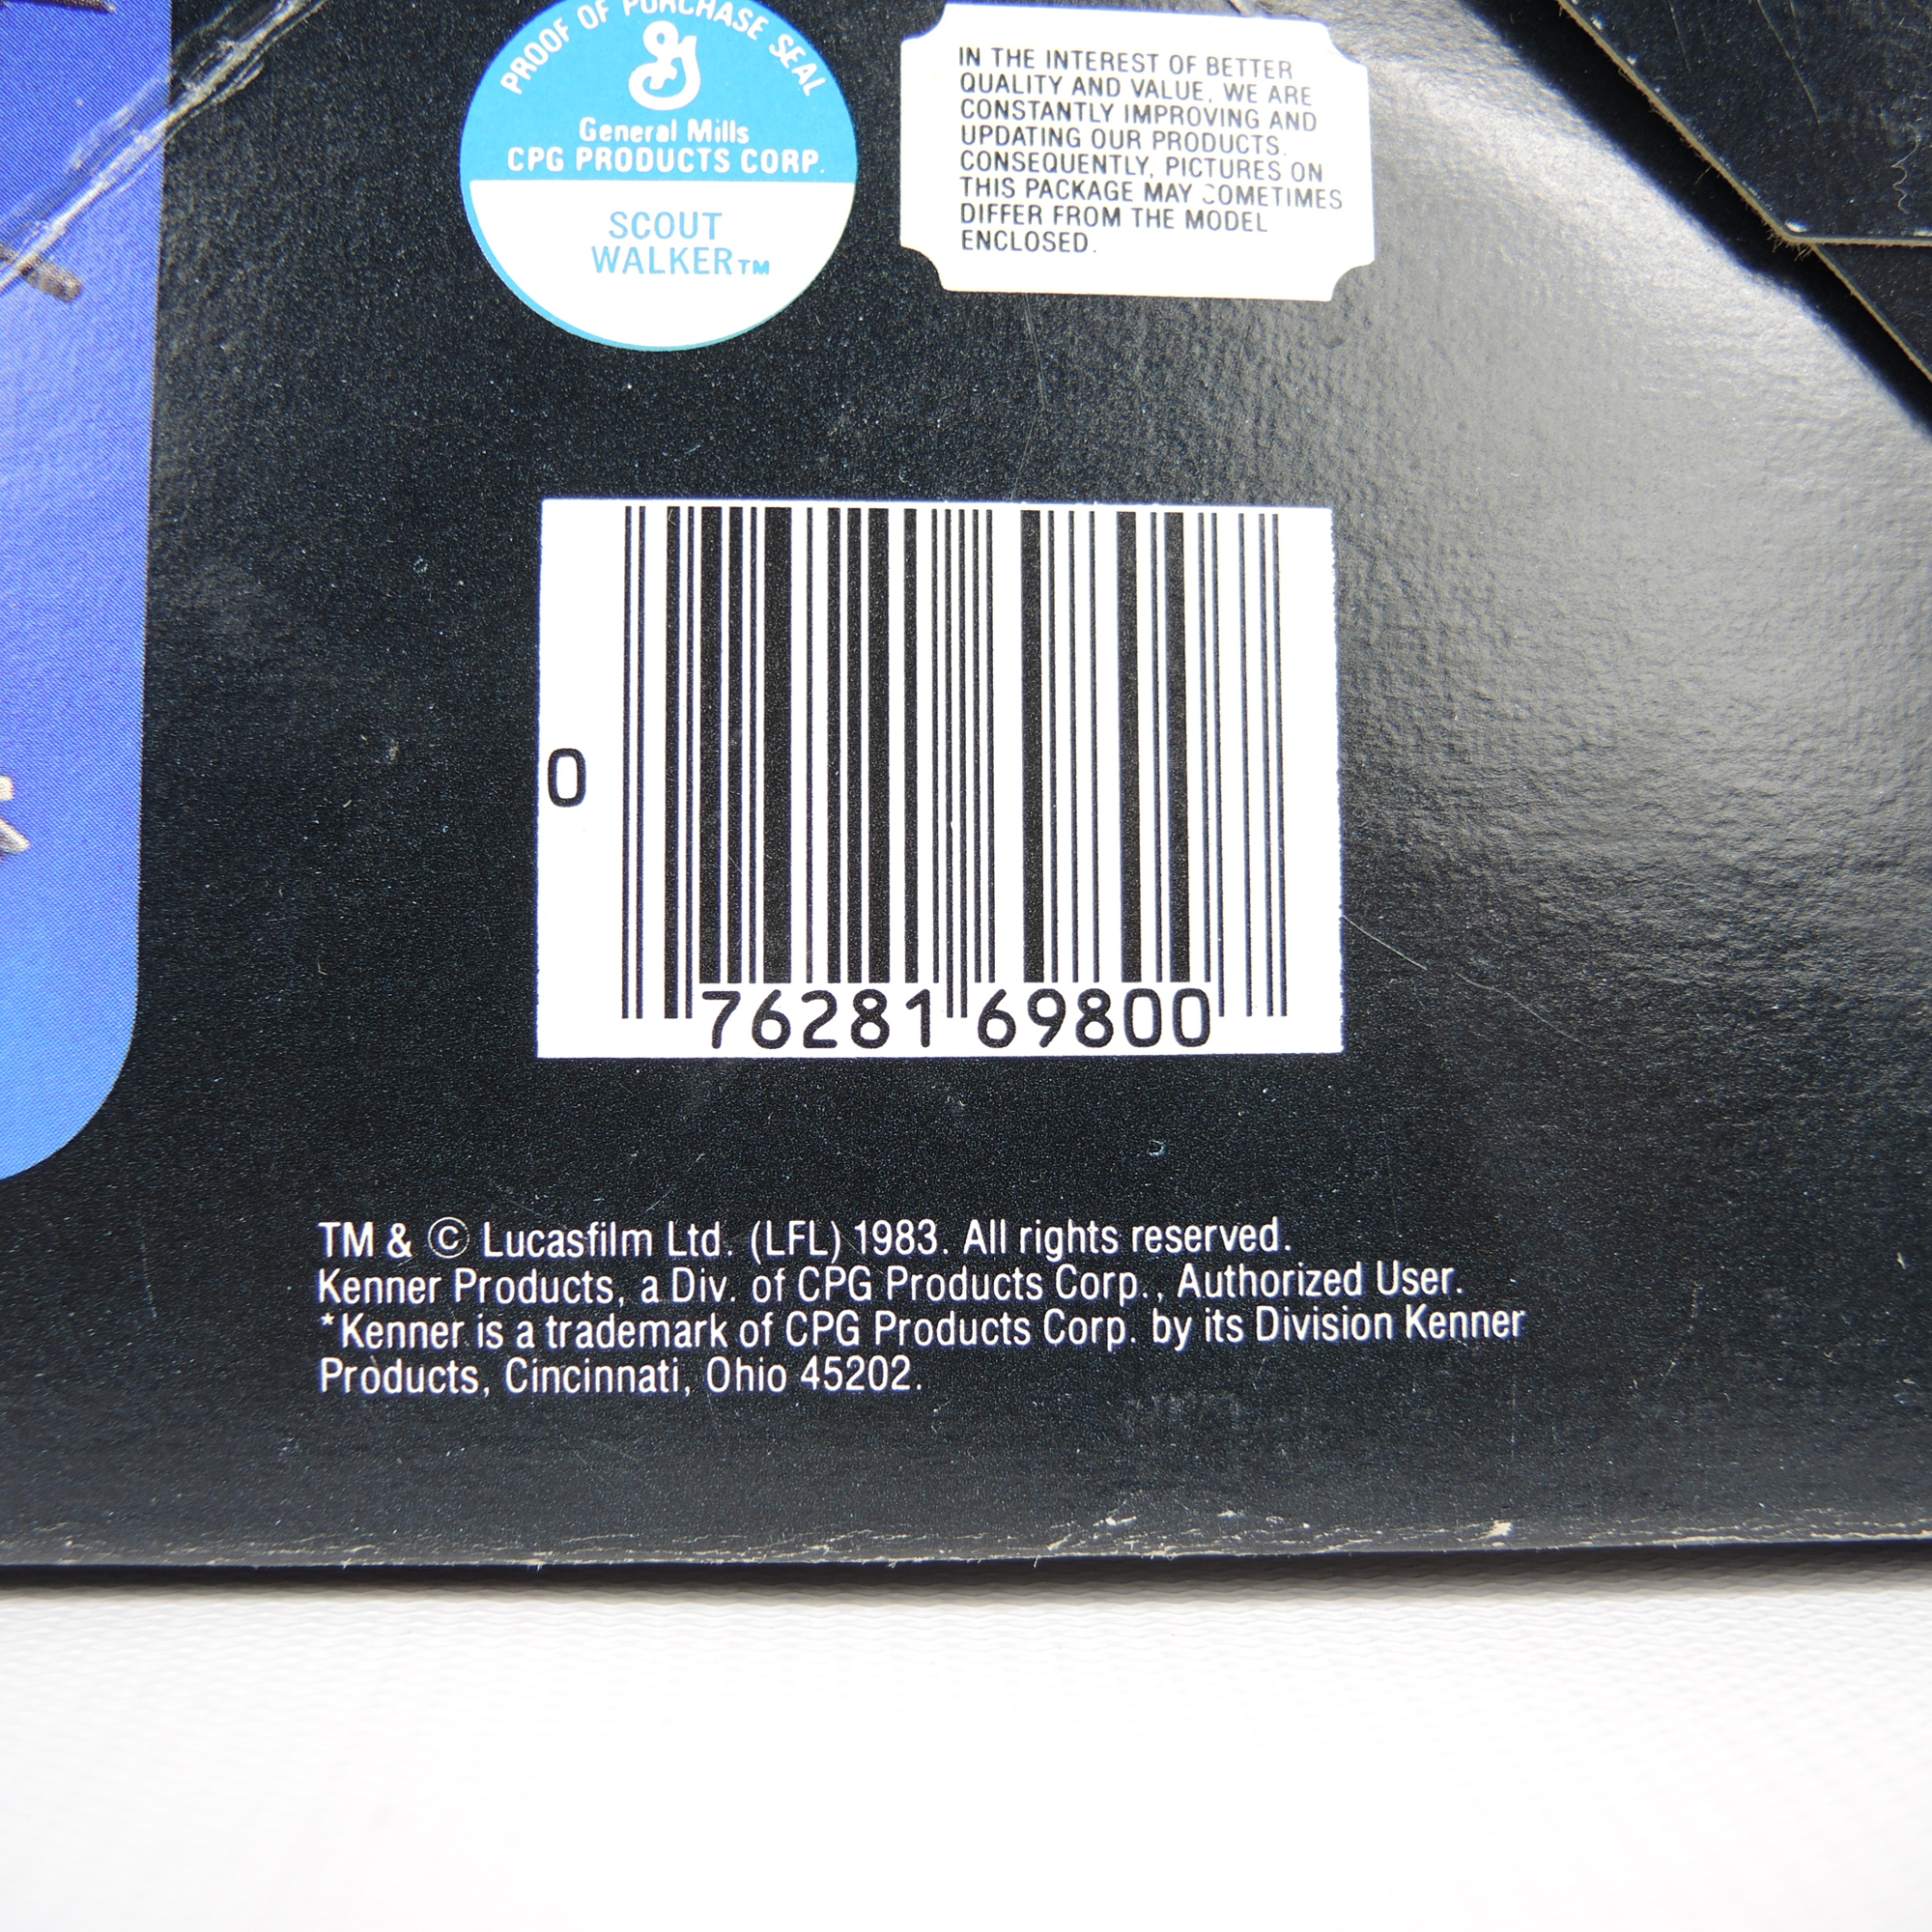 PROOF OF PURCHASE SEAL
General Mills
CPG PRODUCTS CORP.
SCOUT
WALKER™
IN THE INTEREST OF BETTER
QUALITY AND VALUE, WE ARE
CONSTANTLY IMPROVING AND
UPDATING OUR PRODUCTS.
CONSEQUENTLY, PICTURES ON
THIS PACKAGE MAY SOMETIMES
DIFFER FROM THE MODEL
ENCLOSED.
0
76281 69800
TM & © Lucasfilm Ltd. (LFL) 1983. All rights reserved.
Kenner Products, a Div. of CPG Products Corp., Authorized User.
*Kenner is a trademark of CPG Products Corp. by its Division Kenner
Products, Cincinnati, Ohio 45202.